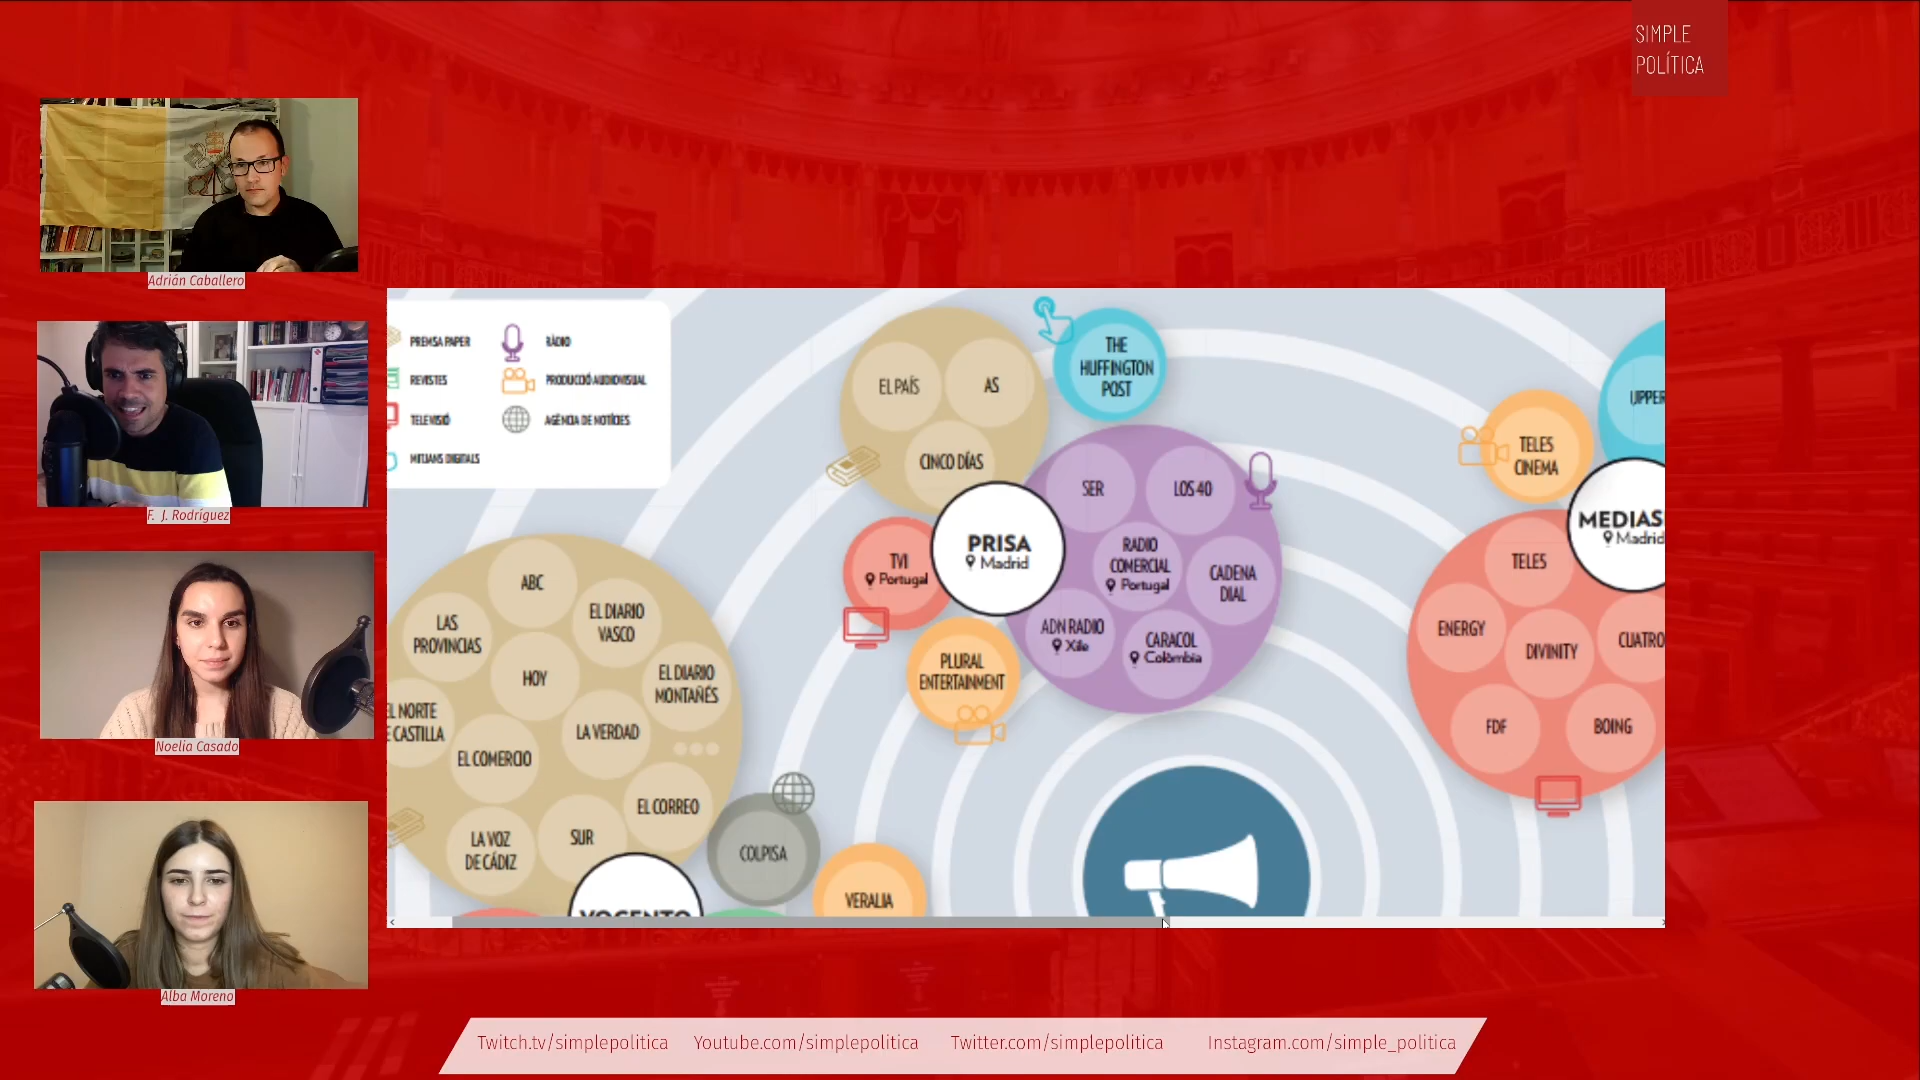 SIMPLE
POLÍTICA
Adrián Caballero
F. J. Rodríguez
Noelia Casado
Alba Moreno
PREMSA PAPER
REVISTES
TELEVISIÓ
MITJANS DIGITALS
RÀDIO
PRODUCCIÓ AUDIOVISUAL
AGÈNCIA DE NOTÍCIES
EL PAÍS
AS
CINCO DÍAS
THE
HUFFINGTON
POST
PRISA
Madrid
TVI
Portugal
PLURAL
ENTERTAINMENT
SER
LOS 40
RADIO
COMERCIAL
Portugal
CADENA
DIAL
ADN RADIO
Xile
CARACOL
Colòmbia
ABC
LAS
PROVINCIAS
EL DIARIO
VASCO
HOY
EL DIARIO
MONTAÑÉS
EL NORTE
E CASTILLA
LA VERDAD
EL COMERCIO
EL CORREO
LA VOZ
DE CÁDIZ
SUR
VOCENTO
COLPISA
VERALIA
TELES
CINEMA
UPPER
MEDIAS
Madrid
TELES
ENERGY
DIVINITY
CUATRO
FDF
BOING
Twitch.tv/simplepolitica Youtube.com/simplepolitica Twitter.com/simplepolitica Instagram.com/simple_politica